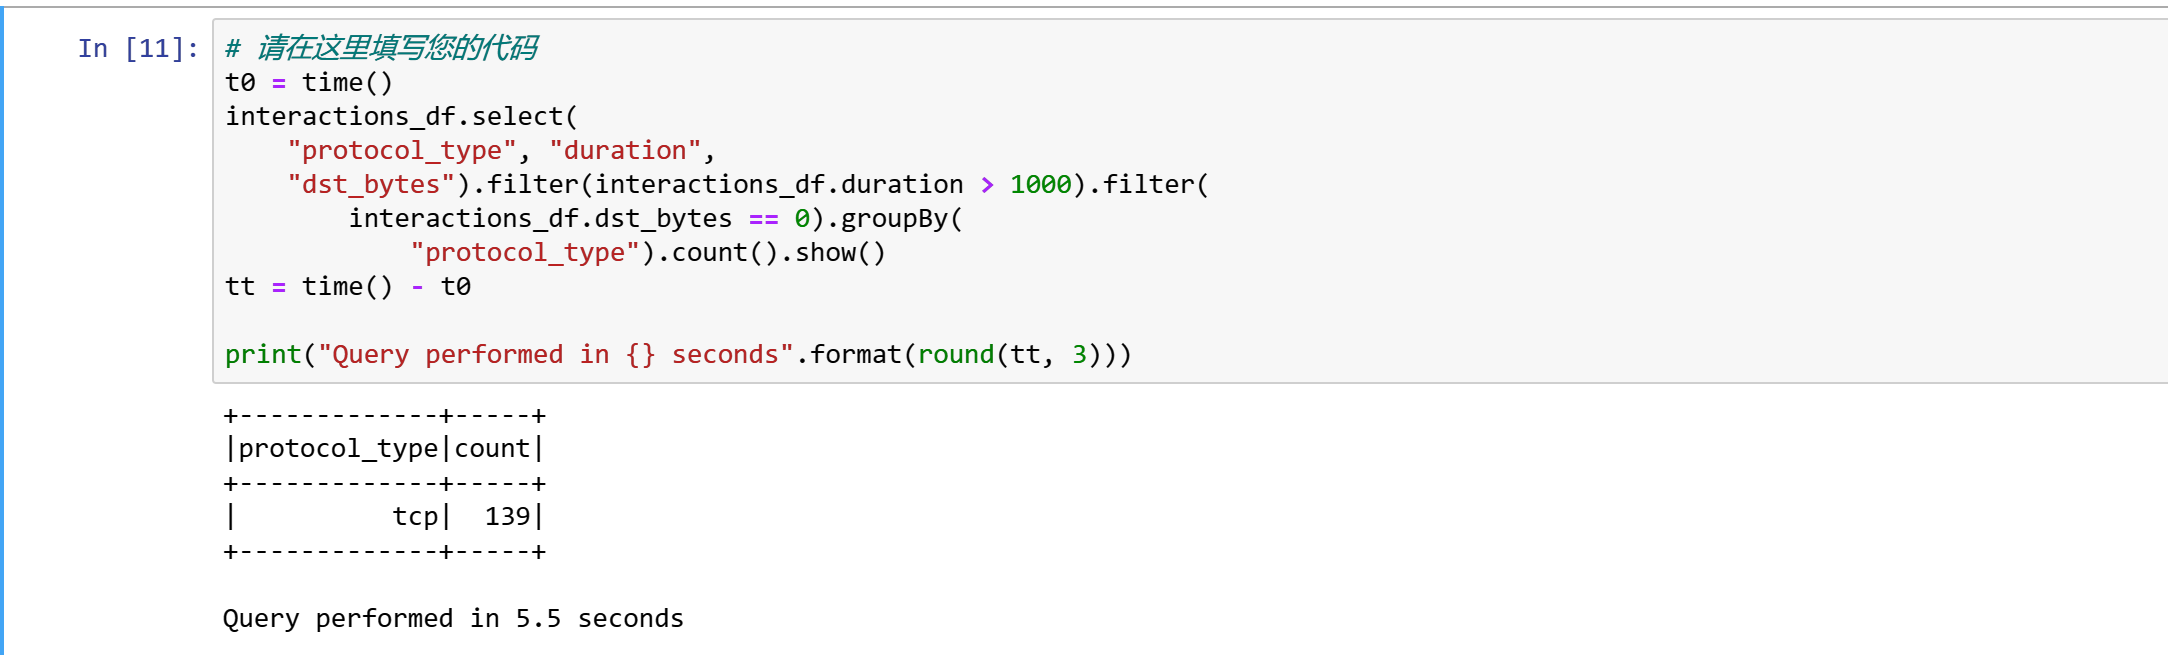 In [11]: # 请在这里填写您的代码
t0 = time()
interactions_df.select(
    "protocol_type", "duration",
    "dst_bytes").filter(interactions_df.duration > 1000).filter(
        interactions_df.dst_bytes == 0).groupBy(
            "protocol_type").count().show()
tt = time() - t0

print("Query performed in {} seconds".format(round(tt, 3)))
+-------------+-----+
|protocol_type|count|
+-------------+-----+
|          tcp|  139|
+-------------+-----+

Query performed in 5.5 seconds